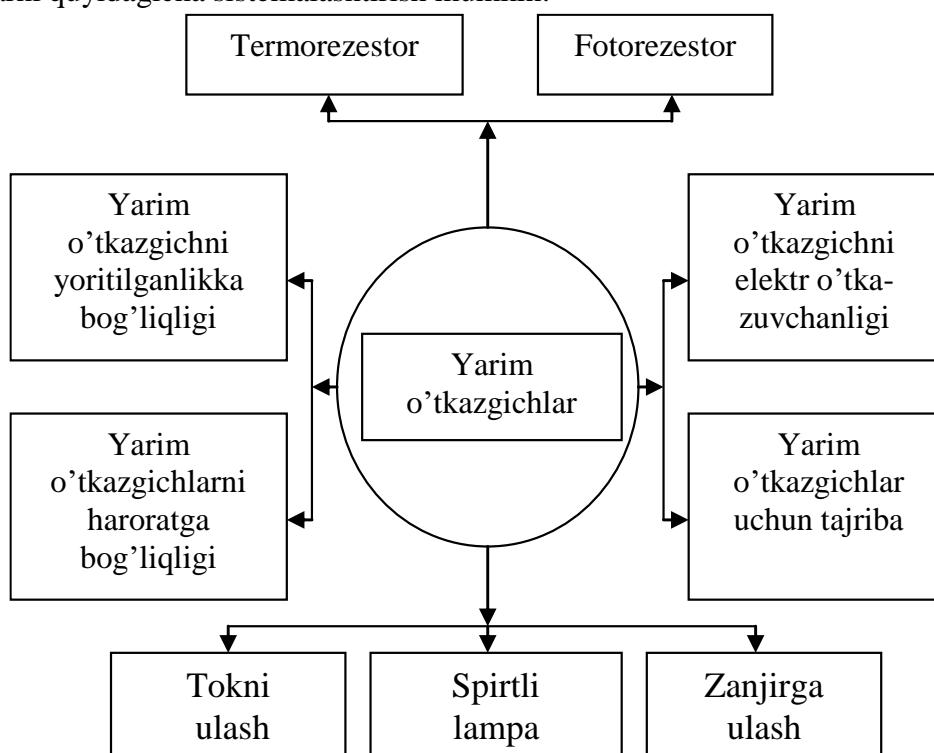 quyidagicha sistemalashtirish mumkin.
Termorezestor
Fotorezestor
Yarim
o’tkazgichni
yoritilganlikka
bog’liqligi
Yarim
o’tkazgichni
elektr o’tka-
zuvchanligi
Yarim
o’tkazgichlar
Yarim
o’tkazgichlarni
haroratga
bog’liqligi
Yarim
o’tkazgichlar
uchun tajriba
Tokni
ulash
Spirtli
lampa
Zanjirga
ulash